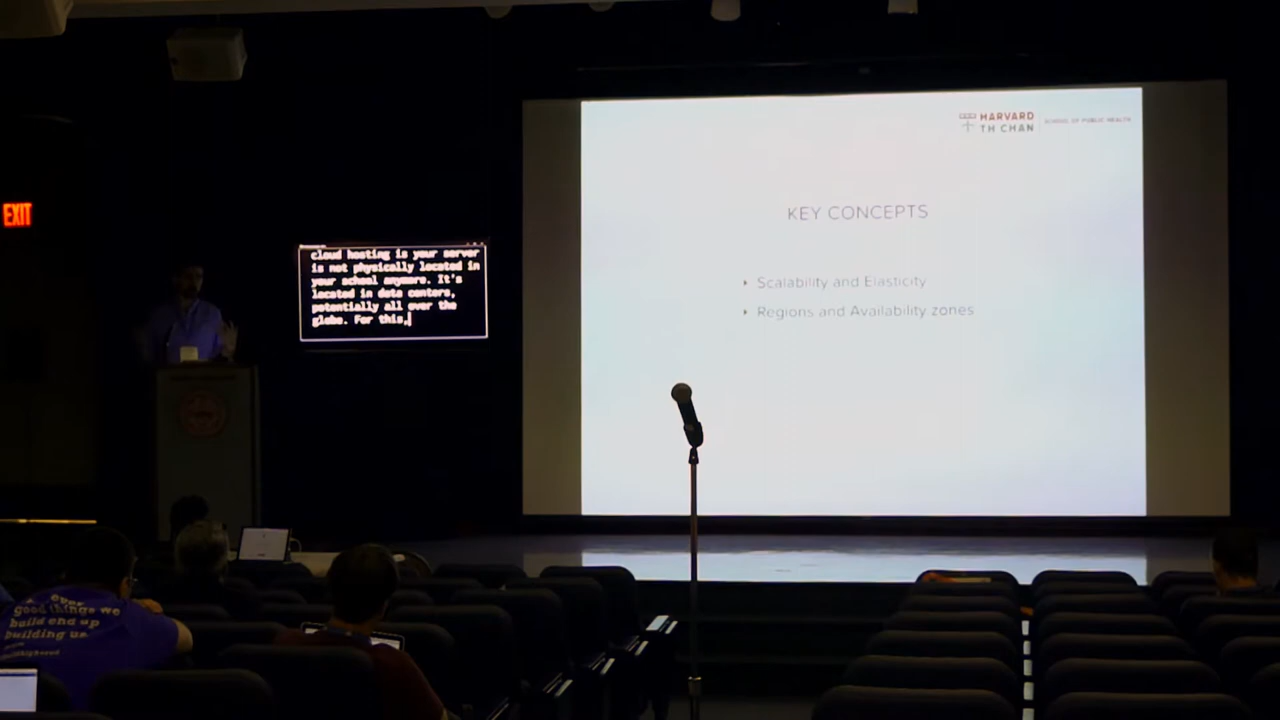 EXIT
cloud hosting is your server
is not physically located in
your school anymore. It's
located in data centers,
potentially all over the
globe. For this,
HARVARD
TH CHAN
SCHOOL OF PUBLIC HEALTH
KEY CONCEPTS
Scalability and Elasticity
Regions and Availability zones
good things we
build end up
building us